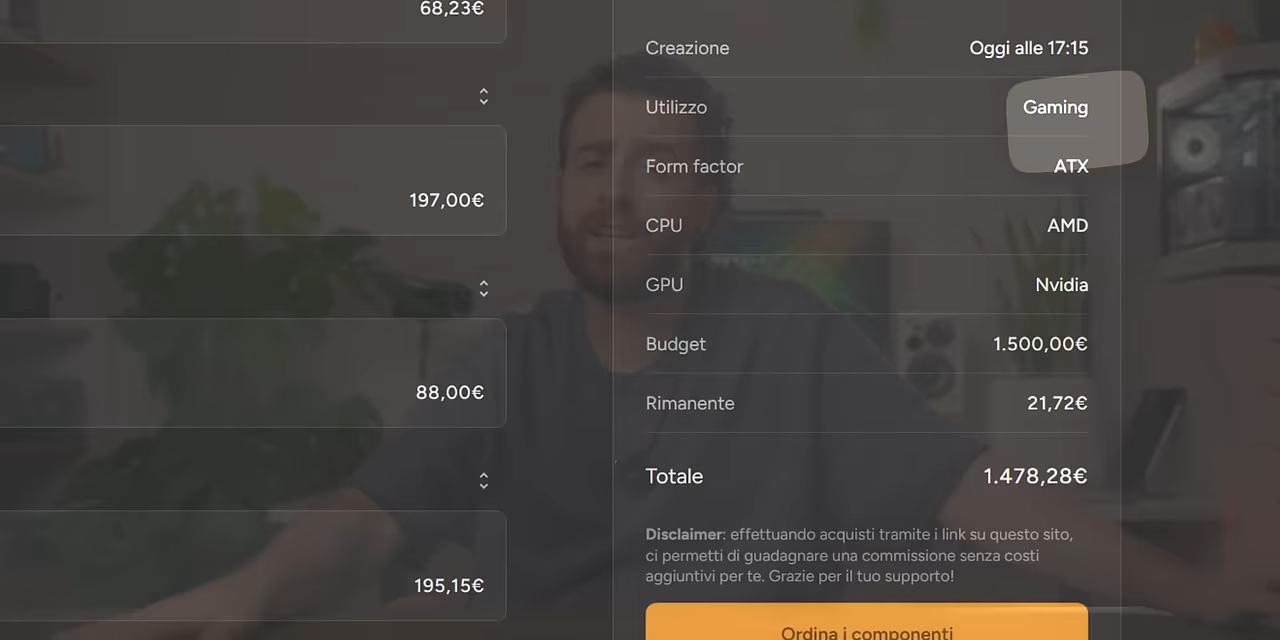 68,23€
197,00€
88,00€
195,15€
Creazione Oggi alle 17:15
Utilizzo Gaming
Form factor ATX
CPU AMD
GPU Nvidia
Budget 1.500,00€
Rimanente 21,72€
Totale 1.478,28€
Disclaimer: effettuando acquisti tramite i link su questo sito,
ci permetti di guadagnare una commissione senza costi
aggiuntivi per te. Grazie per il tuo supporto!
Ordina i componenti